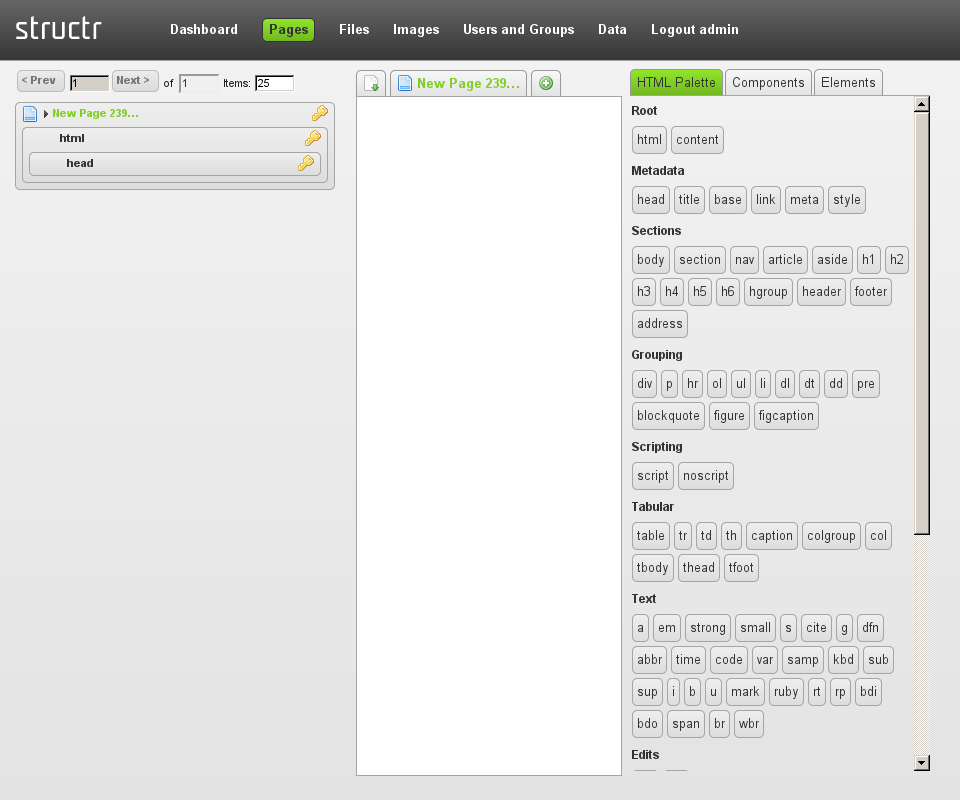 structr Dashboard Pages Files Images Users and Groups Data Logout admin
< Prev 1 Next > of 1 Items: 25
New Page 239...
html
head
New Page 239...
HTML Palette Components Elements
Root
html content
Metadata
head title base link meta style
Sections
body section nav article aside h1 h2
h3 h4 h5 h6 hgroup header footer
address
Grouping
div p hr ol ul li dl dt dd pre
blockquote figure figcaption
Scripting
script noscript
Tabular
table tr td th caption colgroup col
tbody thead tfoot
Text
a em strong small s cite g dfn
abbr time code var samp kbd sub
sup i b u mark ruby rt rp bdi
bdo span br wbr
Edits